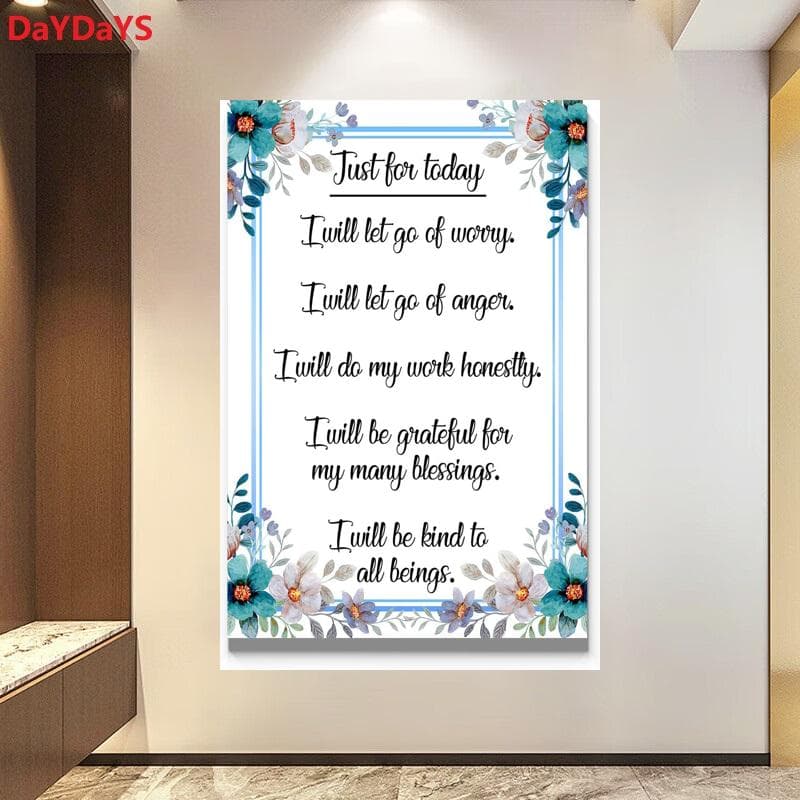 DaYDaYS
Just for today
I will let go of worry.
I will let go of anger.
I will do my work honestly.
I will be grateful for
my many blessings.
I will be kind to
all beings.